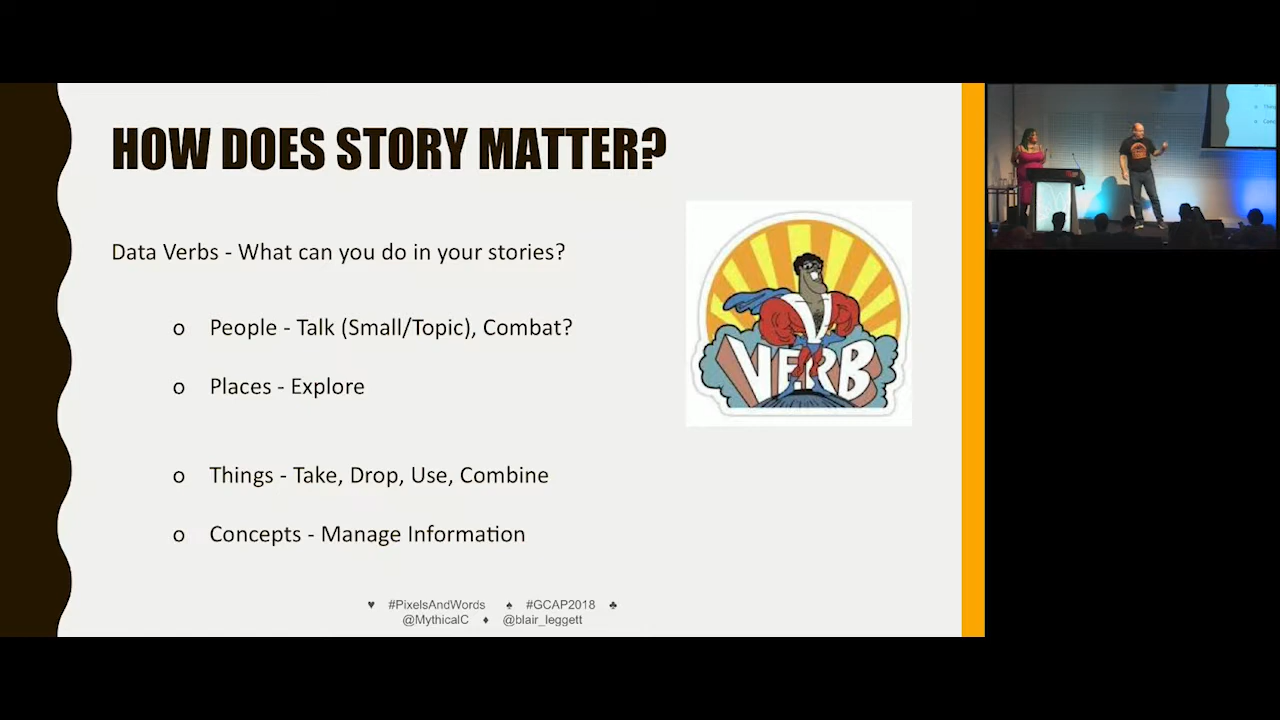 HOW DOES STORY MATTER?
Data Verbs - What can you do in your stories?
o People - Talk (Small/Topic), Combat?
o Places - Explore
o Things - Take, Drop, Use, Combine
o Concepts - Manage Information
VERB
♥ #PixelsAndWords ♠ #GCAP2018 ♣
@MythicalC ♦ @blair_leggett